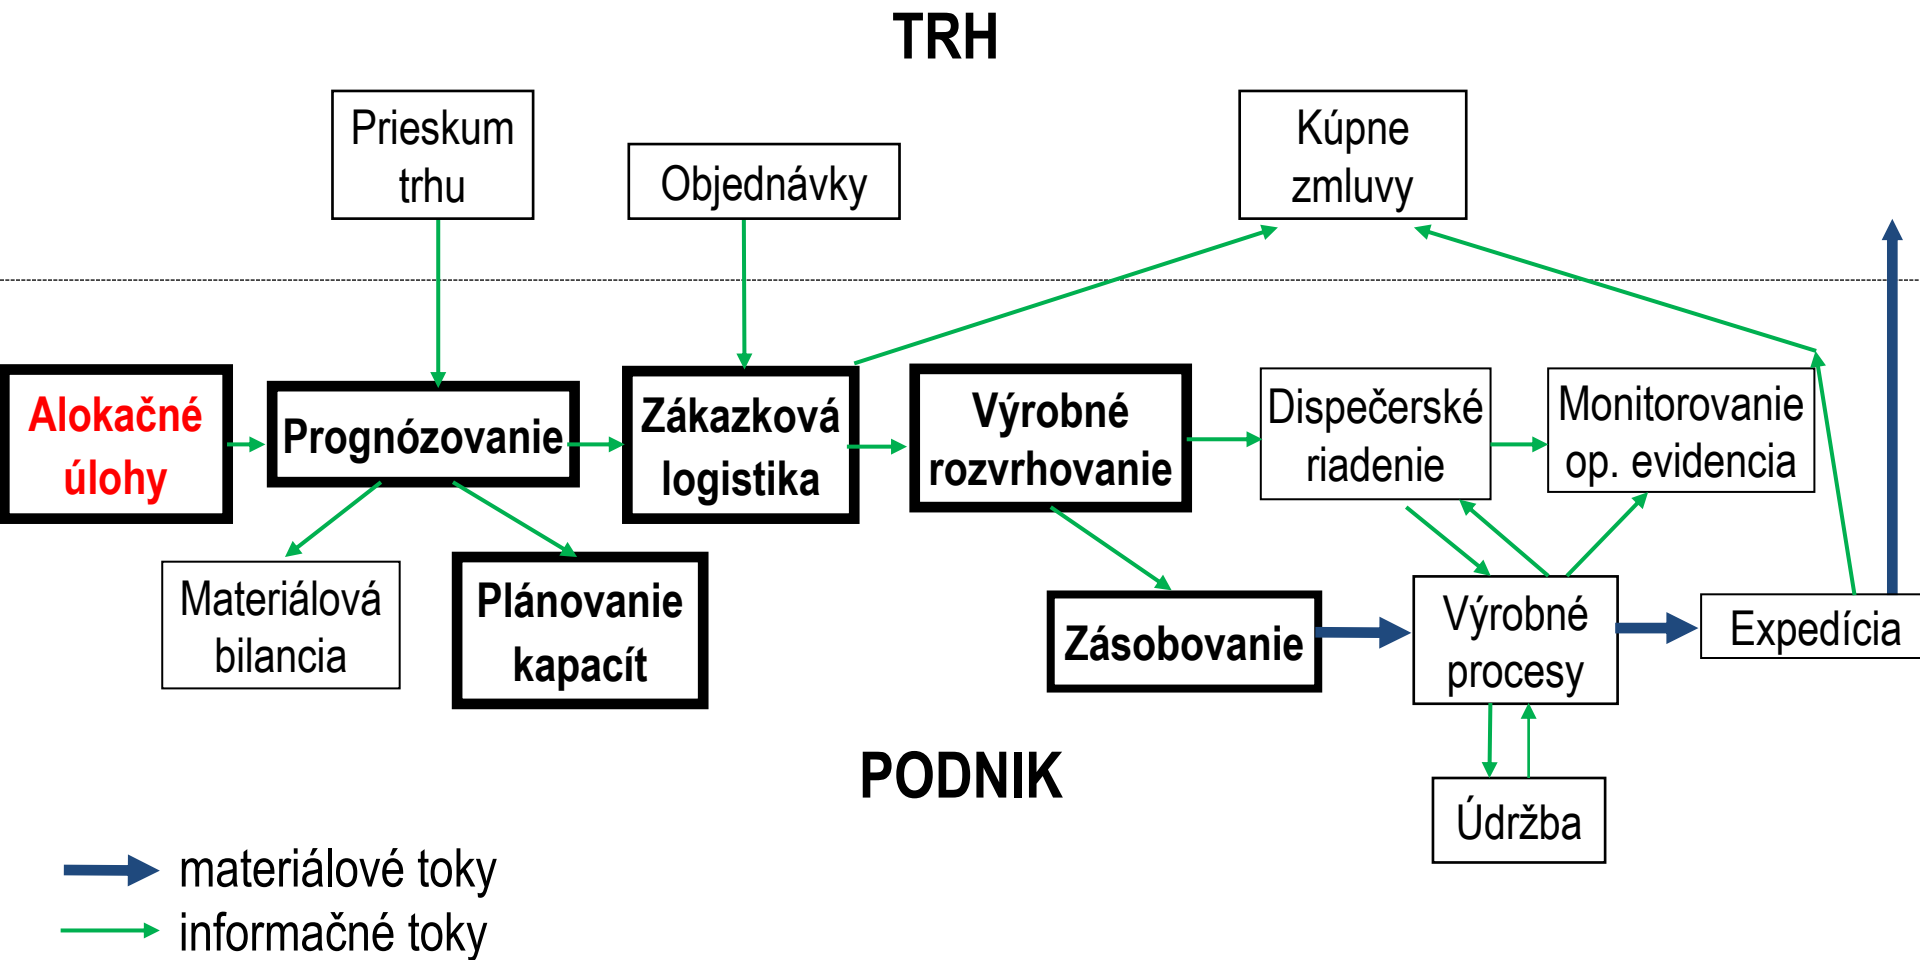 TRH
Prieskum
trhu
Objednávky
Kúpne
zmluvy
Alokačné
úlohy
Prognózovanie
Zákazková
logistika
Výrobné
rozvrhovanie
Dispečerské
riadenie
Monitorovanie
op. evidencia
Materiálová
bilancia
Plánovanie
kapacít
Zásobovanie
Výrobné
procesy
Expedícia
PODNIK
Údržba
materiálové toky
informačné toky